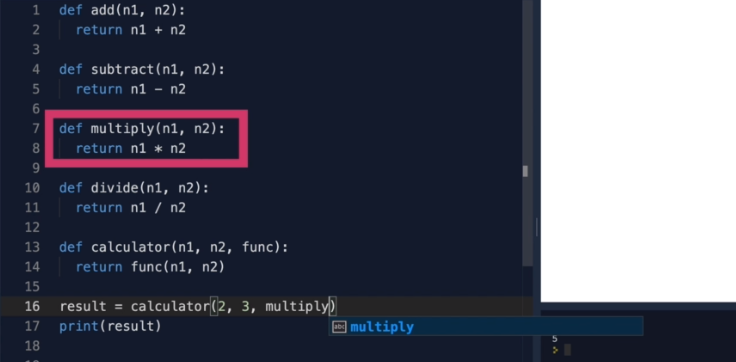 1 def add(n1, n2):
2 return n1 + n2
3
4 def subtract(n1, n2):
5 return n1 - n2
6
7 def multiply(n1, n2):
8 return n1 * n2
9
10 def divide(n1, n2):
11 return n1 / n2
12
13 def calculator(n1, n2, func):
14 return func(n1, n2)
15
16 result = calculator(2, 3, multiply)
17 print(result)
abc multiply
18
5
>